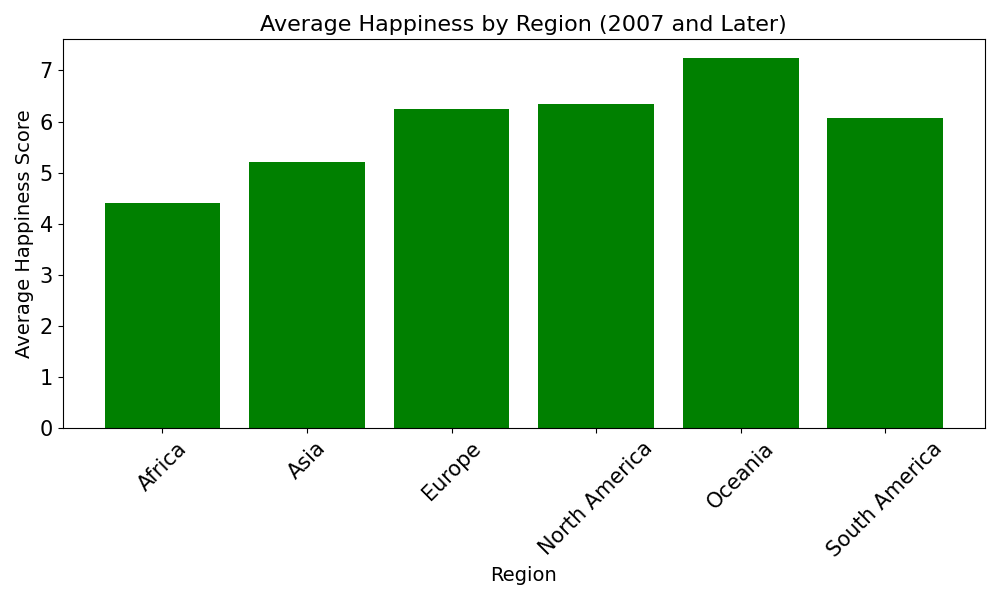 Average Happiness by Region (2007 and Later)
Average Happiness Score
7
6
5
4
3
2
1
0
Africa
Asia
Europe
North America
Oceania
South America
Region